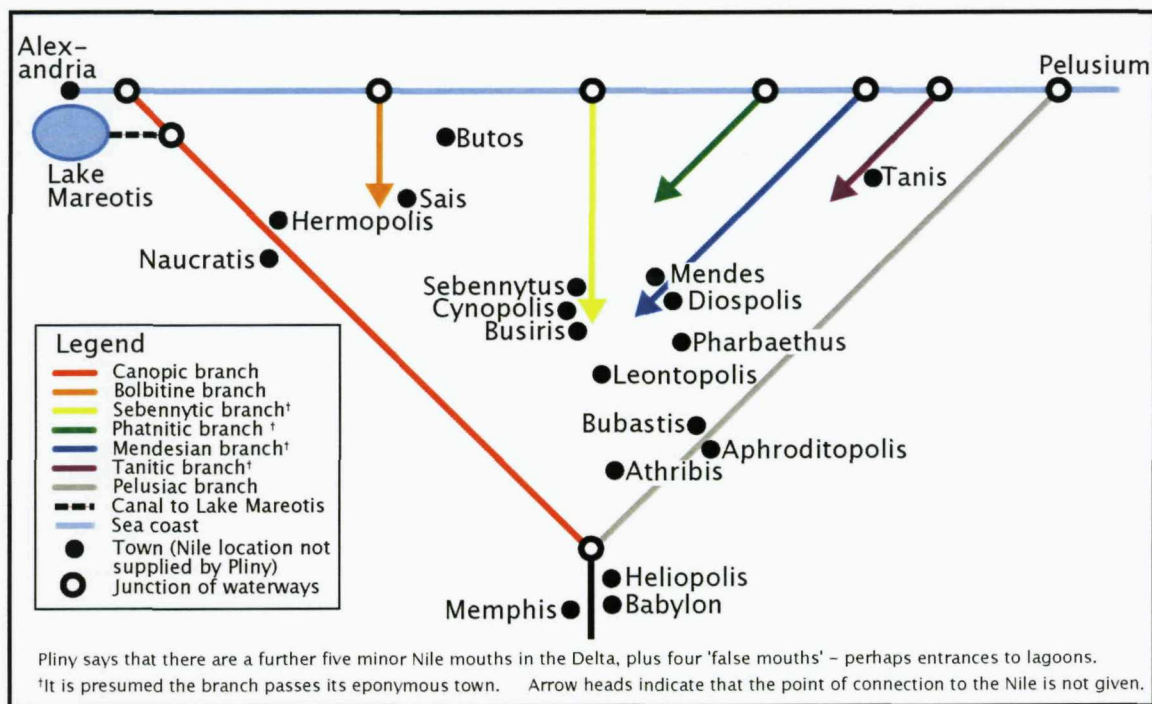 Alex-
andria
Pelusium
Lake
Mareotis
Butos
Sais
Tanis
Hermopolis
Naucratis
Mendes
Sebennytus
Diospolis
Cynopolis
Busiris
Pharbaethus
Leontopolis
Bubastis
Aphroditopolis
Athribis
Heliopolis
Memphis
Babylon
Legend
Canopic branch
Bolbitine branch
Sebennytic branch†
Phatnitic branch †
Mendesian branch†
Tanitic branch†
Pelusiac branch
Canal to Lake Mareotis
Sea coast
Town (Nile location not
supplied by Pliny)
Junction of waterways
Pliny says that there are a further five minor Nile mouths in the Delta, plus four 'false mouths' – perhaps entrances to lagoons.
†It is presumed the branch passes its eponymous town. Arrow heads indicate that the point of connection to the Nile is not given.